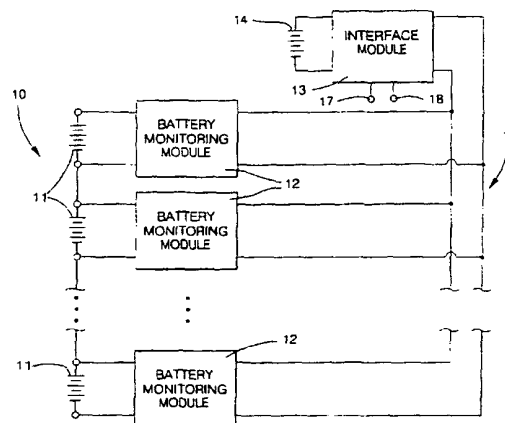 14
INTERFACE
MODULE
13
17
18
10
BATTERY
MONITORING
MODULE
11
12
BATTERY
MONITORING
MODULE
11
12
BATTERY
MONITORING
MODULE